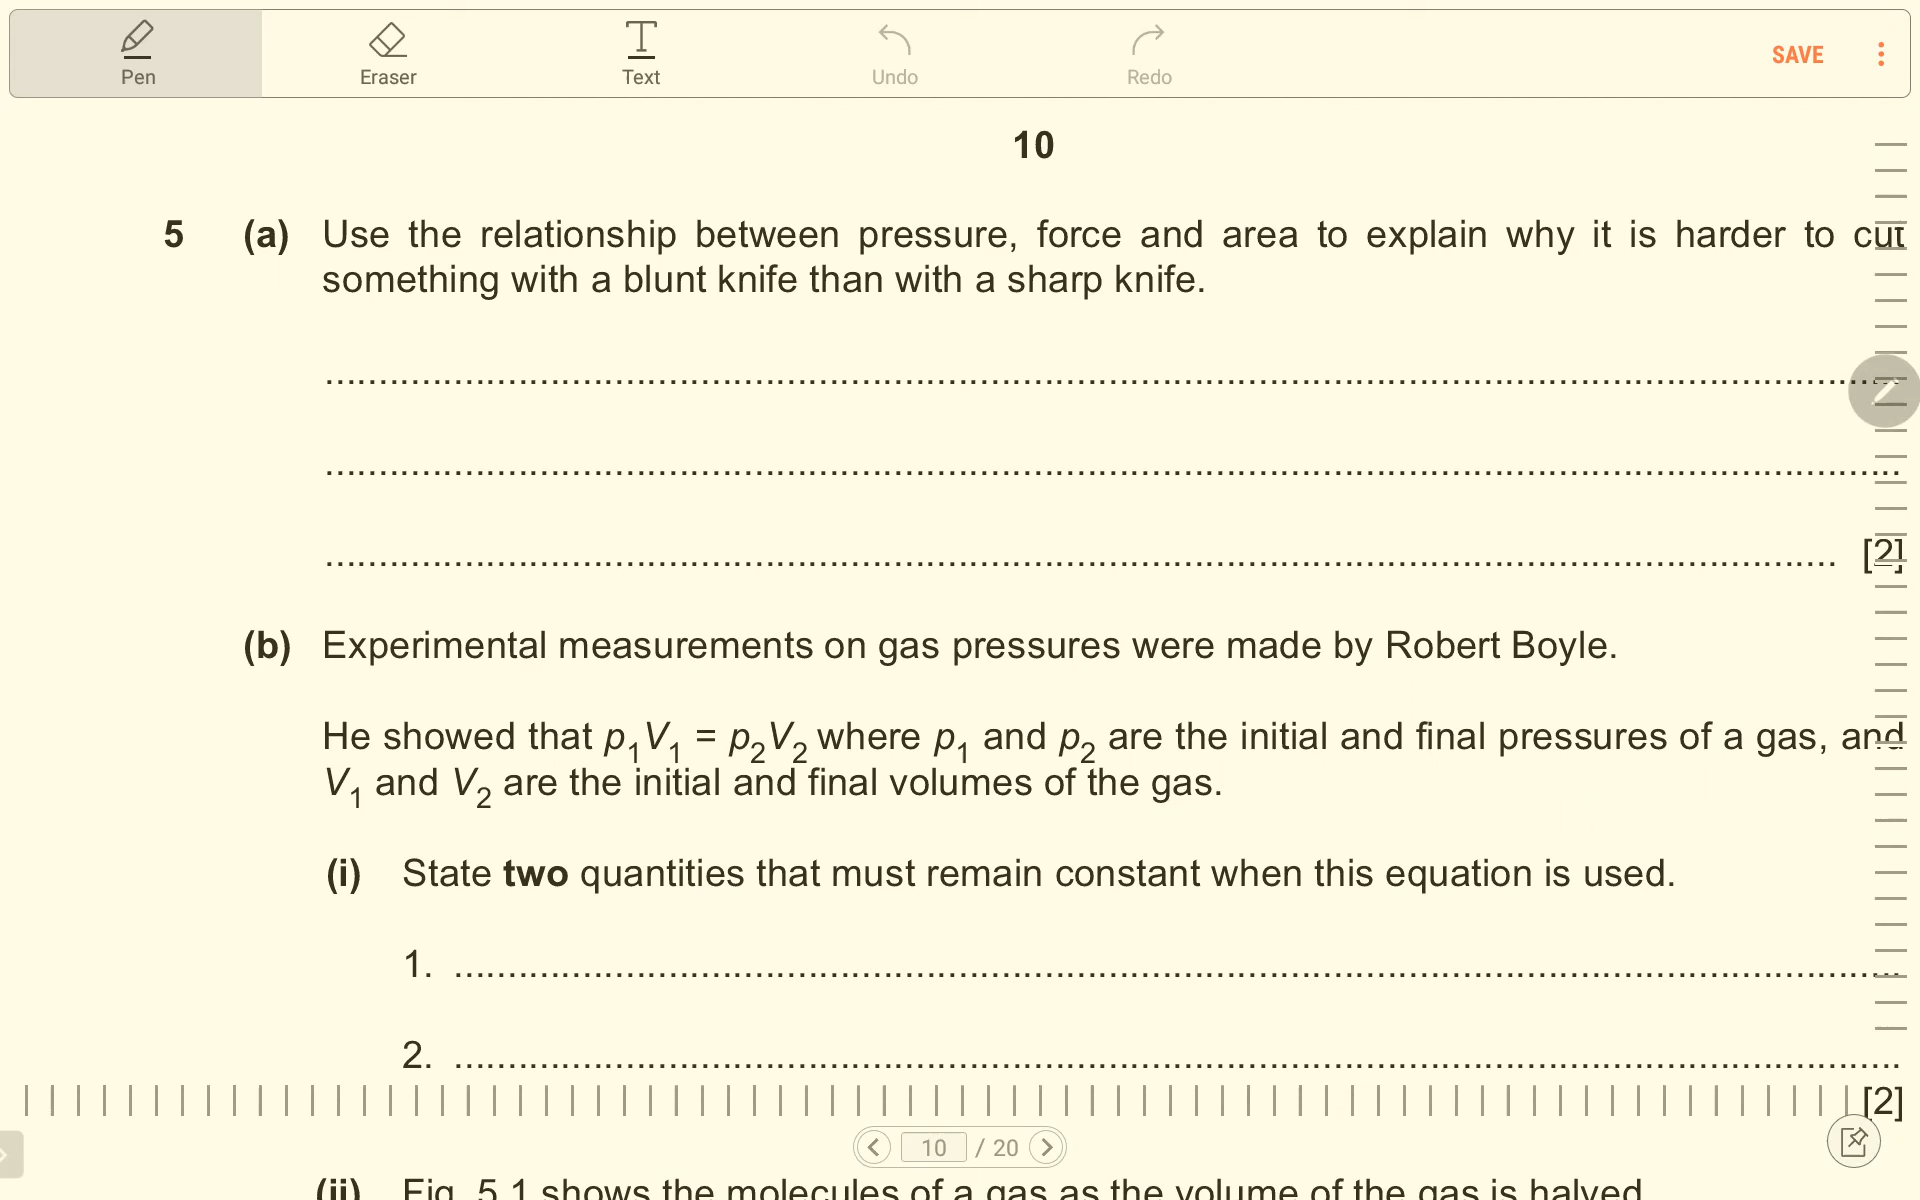 Pen
Eraser
Text
Undo
Redo
SAVE
10
5 (a) Use the relationship between pressure, force and area to explain why it is harder to cut
something with a blunt knife than with a sharp knife.
[2]
(b) Experimental measurements on gas pressures were made by Robert Boyle.
He showed that p₁V₁ = p₂V₂ where p₁ and p₂ are the initial and final pressures of a gas, and
V₁ and V₂ are the initial and final volumes of the gas.
(i) State two quantities that must remain constant when this equation is used.
1.
2.
[2]
10 / 20
(ii) Fig. 5.1 shows the molecules of a gas as the volume of the gas is halved.